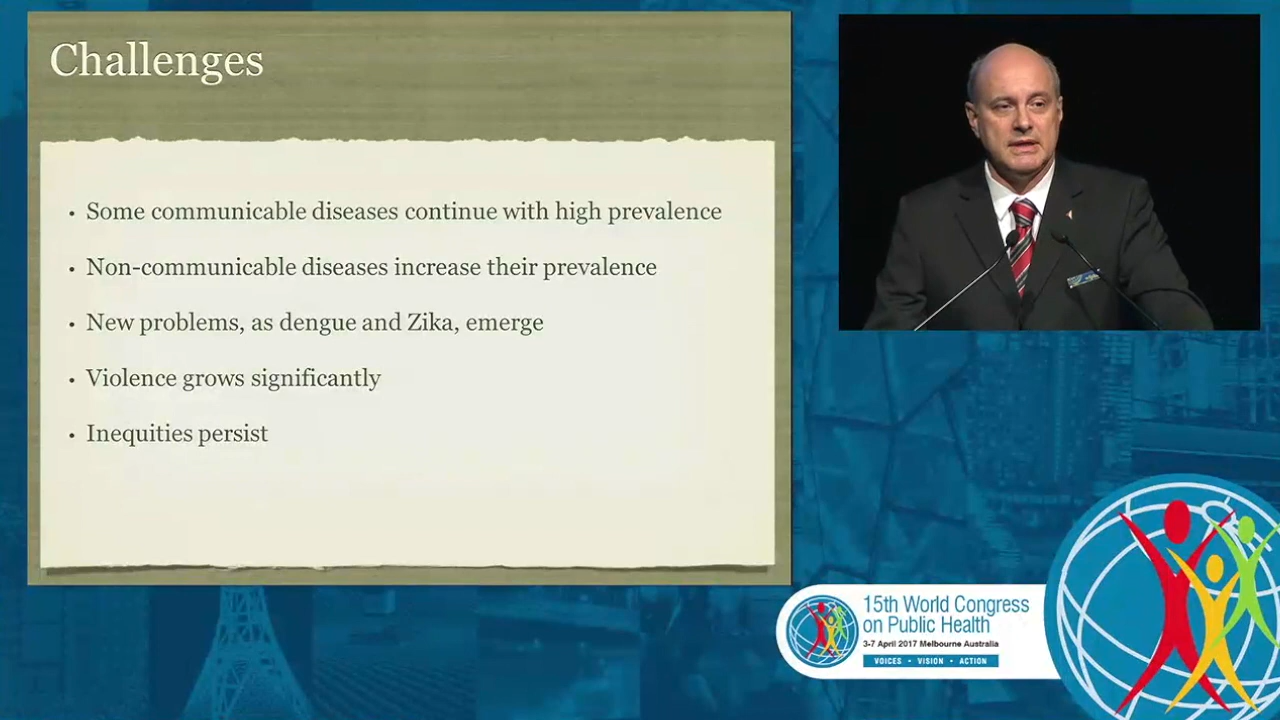 Challenges
• Some communicable diseases continue with high prevalence
• Non-communicable diseases increase their prevalence
• New problems, as dengue and Zika, emerge
• Violence grows significantly
• Inequities persist
15th World Congress
on Public Health
3-7 April 2017 Melbourne Australia
VOICES • VISION • ACTION